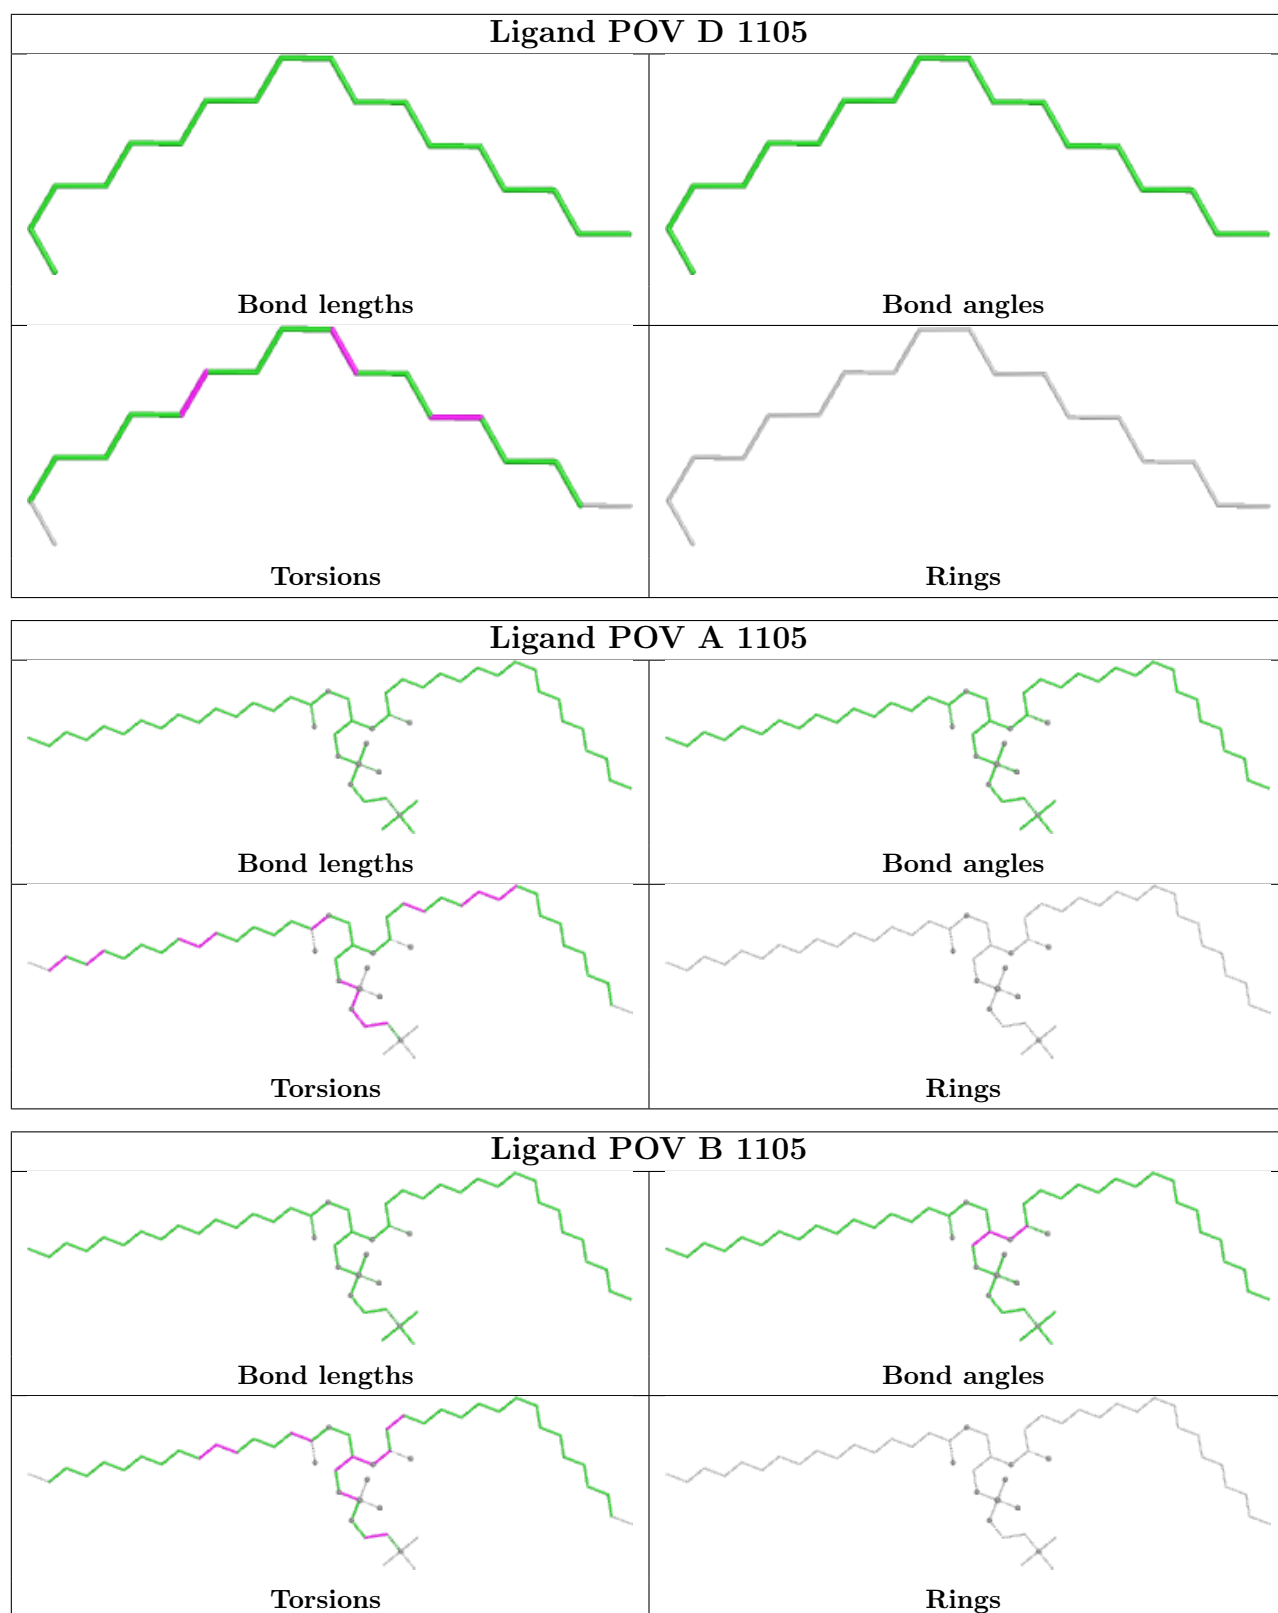 Ligand POV D 1105
Bond lengths
Bond angles
Torsions
Rings
Ligand POV A 1105
Bond lengths
Bond angles
Torsions
Rings
Ligand POV B 1105
Bond lengths
Bond angles
Torsions
Rings